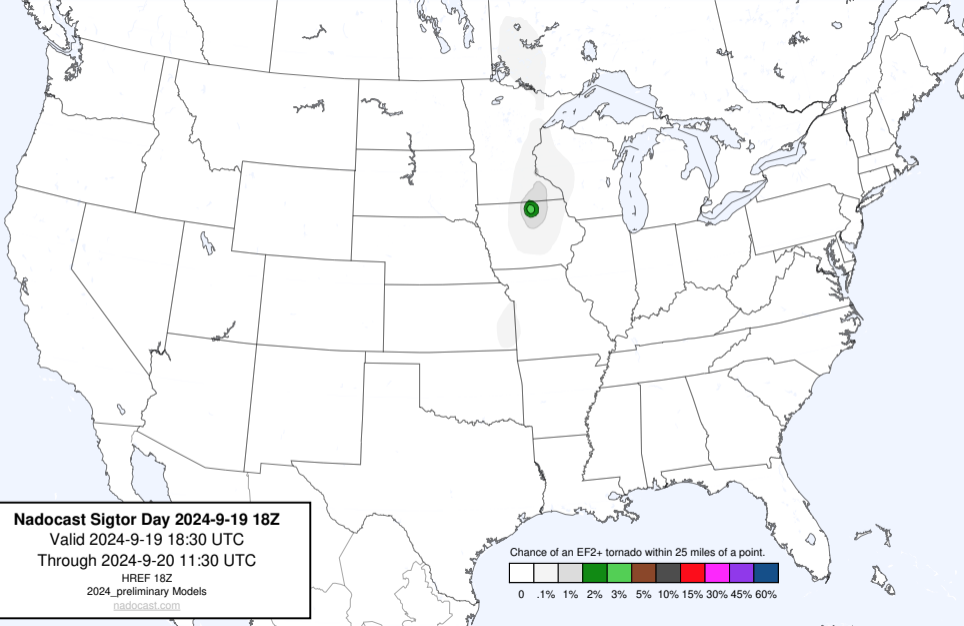 Nadocast Sigtor Day 2024-9-19 18Z
Valid 2024-9-19 18:30 UTC
Through 2024-9-20 11:30 UTC
HREF 18Z
2024_preliminary Models
nadocast.com
Chance of an EF2+ tornado within 25 miles of a point.
0 .1% 1% 2% 3% 5% 10% 15% 30% 45% 60%